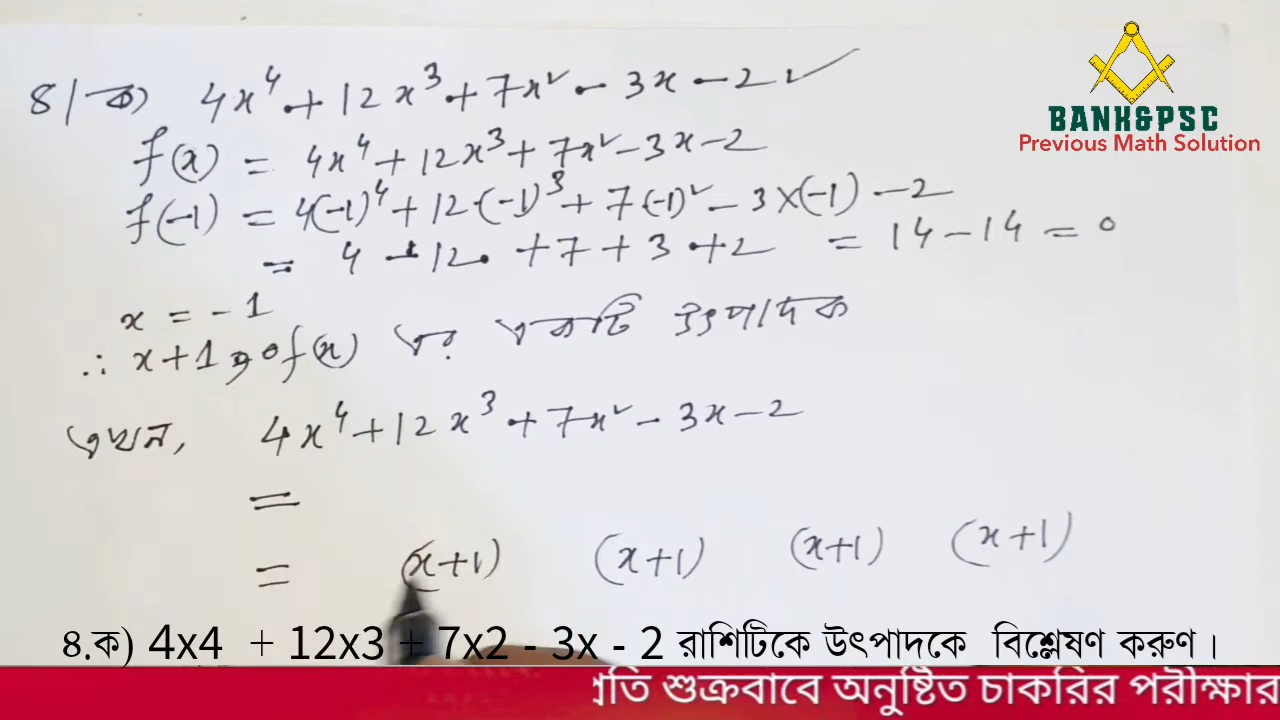 BANK&PSC
Previous Math Solution
8|ক) 4x⁴ + 12x³ + 7x² - 3x - 2 ✓
f(x) = 4x⁴ + 12x³ + 7x² - 3x - 2
f(-1) = 4(-1)⁴ + 12(-1)³ + 7(-1)² - 3×(-1) - 2
= 4 - 12 + 7 + 3 + 2 = 14 - 14 = 0
x = -1
∴ x+1, f(x) এর একটি উৎপাদক
এখন, 4x⁴ + 12x³ + 7x² - 3x - 2
=
= (x+1) (x+1) (x+1) (x+1)
৪.ক) 4x4 + 12x3 + 7x2 - 3x - 2 রাশিটিকে উৎপাদকে বিশ্লেষণ করুণ।
প্রতি শুক্রবাবে অনুষ্টিত চাকরির পরীক্ষার